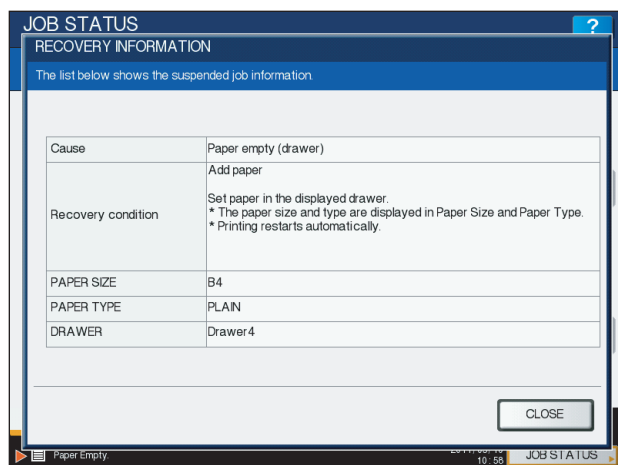 JOB STATUS
?
RECOVERY INFORMATION
The list below shows the suspended job information.
Cause
Paper empty (drawer)
Recovery condition
Add paper
Set paper in the displayed drawer.
* The paper size and type are displayed in Paper Size and Paper Type.
* Printing restarts automatically.
PAPER SIZE
B4
PAPER TYPE
PLAIN
DRAWER
Drawer4
CLOSE
Paper Empty.
10:58
JOB STATUS